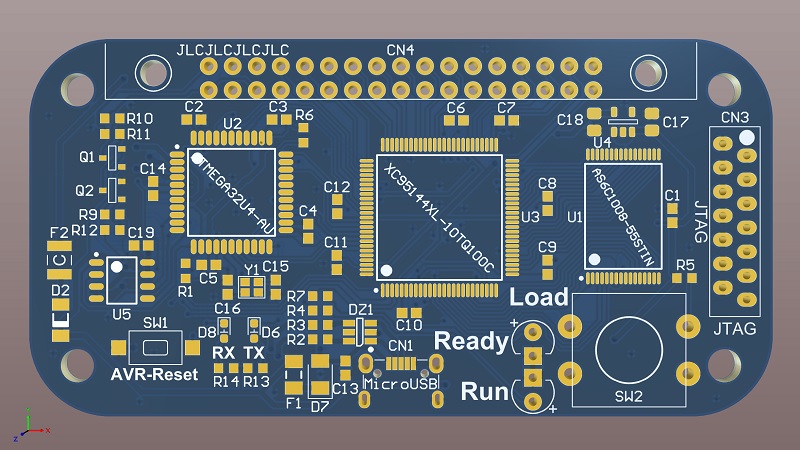 JLCJLCJLCJLC
CN4
C2
C3
U2
R6
C6
C7
C18
C17
U4
CN3
R10
R11
Q1
Q2
C14
R9
R12
C19
F2
D2
U5
TMEGA32U4-AU
C4
C12
C11
XC95144XL-10TQ100C
U3
C8
C9
U1
AS6C1008-55STIN
C1
R5
JTAG
JTAG
R1
C5
Y1
C15
C16
R7
R4
R3
R2
DZ1
C10
CN1
MicroUSB
SW1
AVR-Reset
D8
D6
RX TX
R14 R13
F1
D7
C13
Load
Ready
Run
+
+
SW2
x
z